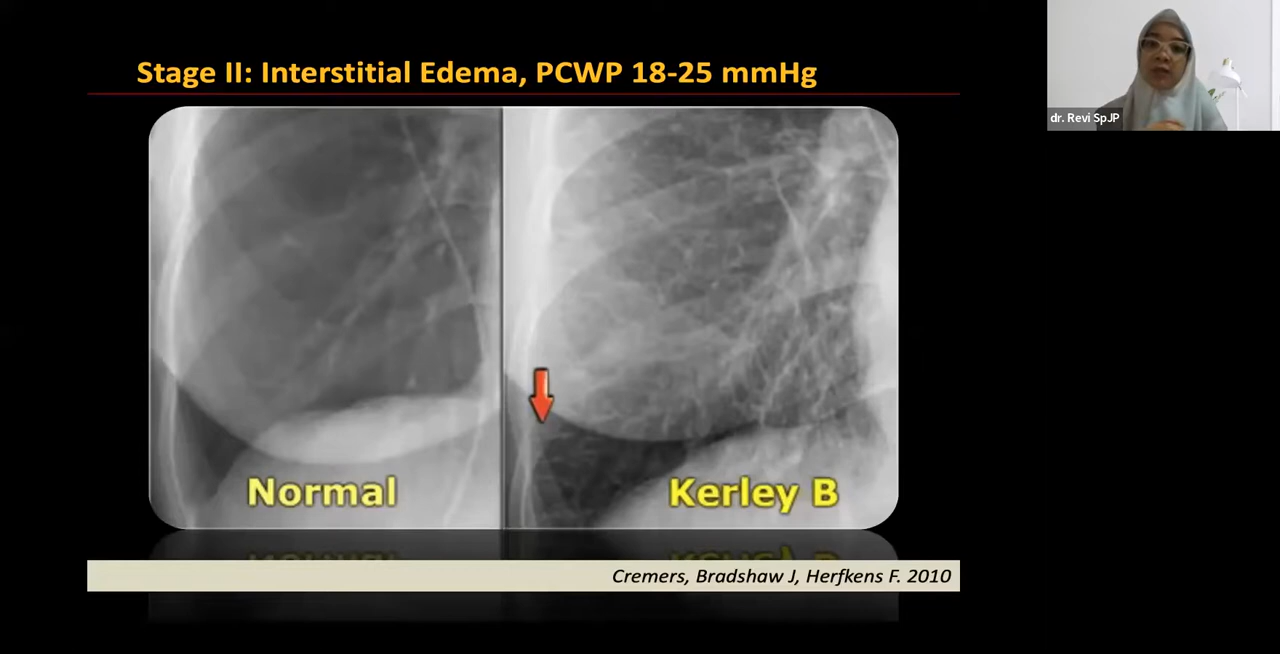 Stage II: Interstitial Edema, PCWP 18-25 mmHg
dr. Revi SpJP
Normal
Kerley B
Cremers, Bradshaw J, Herfkens F. 2010